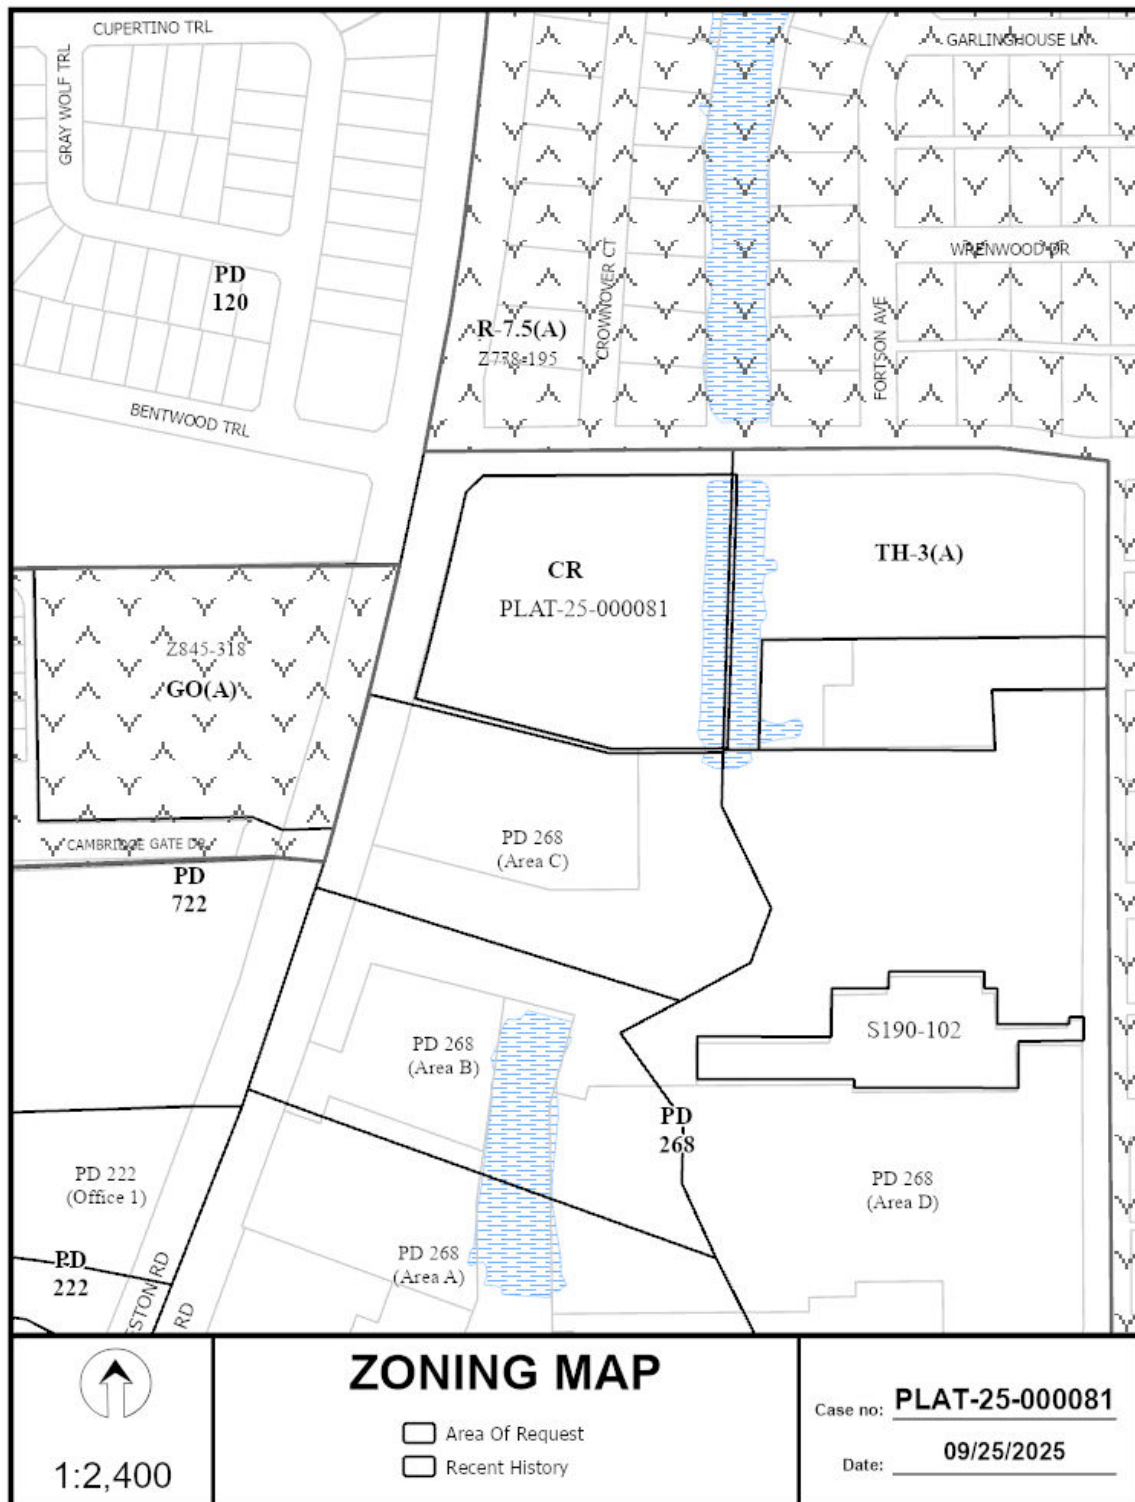 CUPERTINO TRL
GARLINGHOUSE LN
GRAY WOLF TRL
WRENWOOD DR
PD
120
CROWNOVER CT
FORTSON AVE
R-7.5(A)
Z778-195
BENTWOOD TRL
CR
PLAT-25-000081
TH-3(A)
Z845-318
GO(A)
CAMBRIDGE GATE DR
PD 268
(Area C)
PD
722
S190-102
PD 268
(Area B)
PD
268
PD 222
(Office 1)
PD 268
(Area D)
PD 268
(Area A)
PD
222
ESTON RD
RD
ZONING MAP
Area Of Request
Recent History
1:2,400
Case no: PLAT-25-000081
Date: 09/25/2025